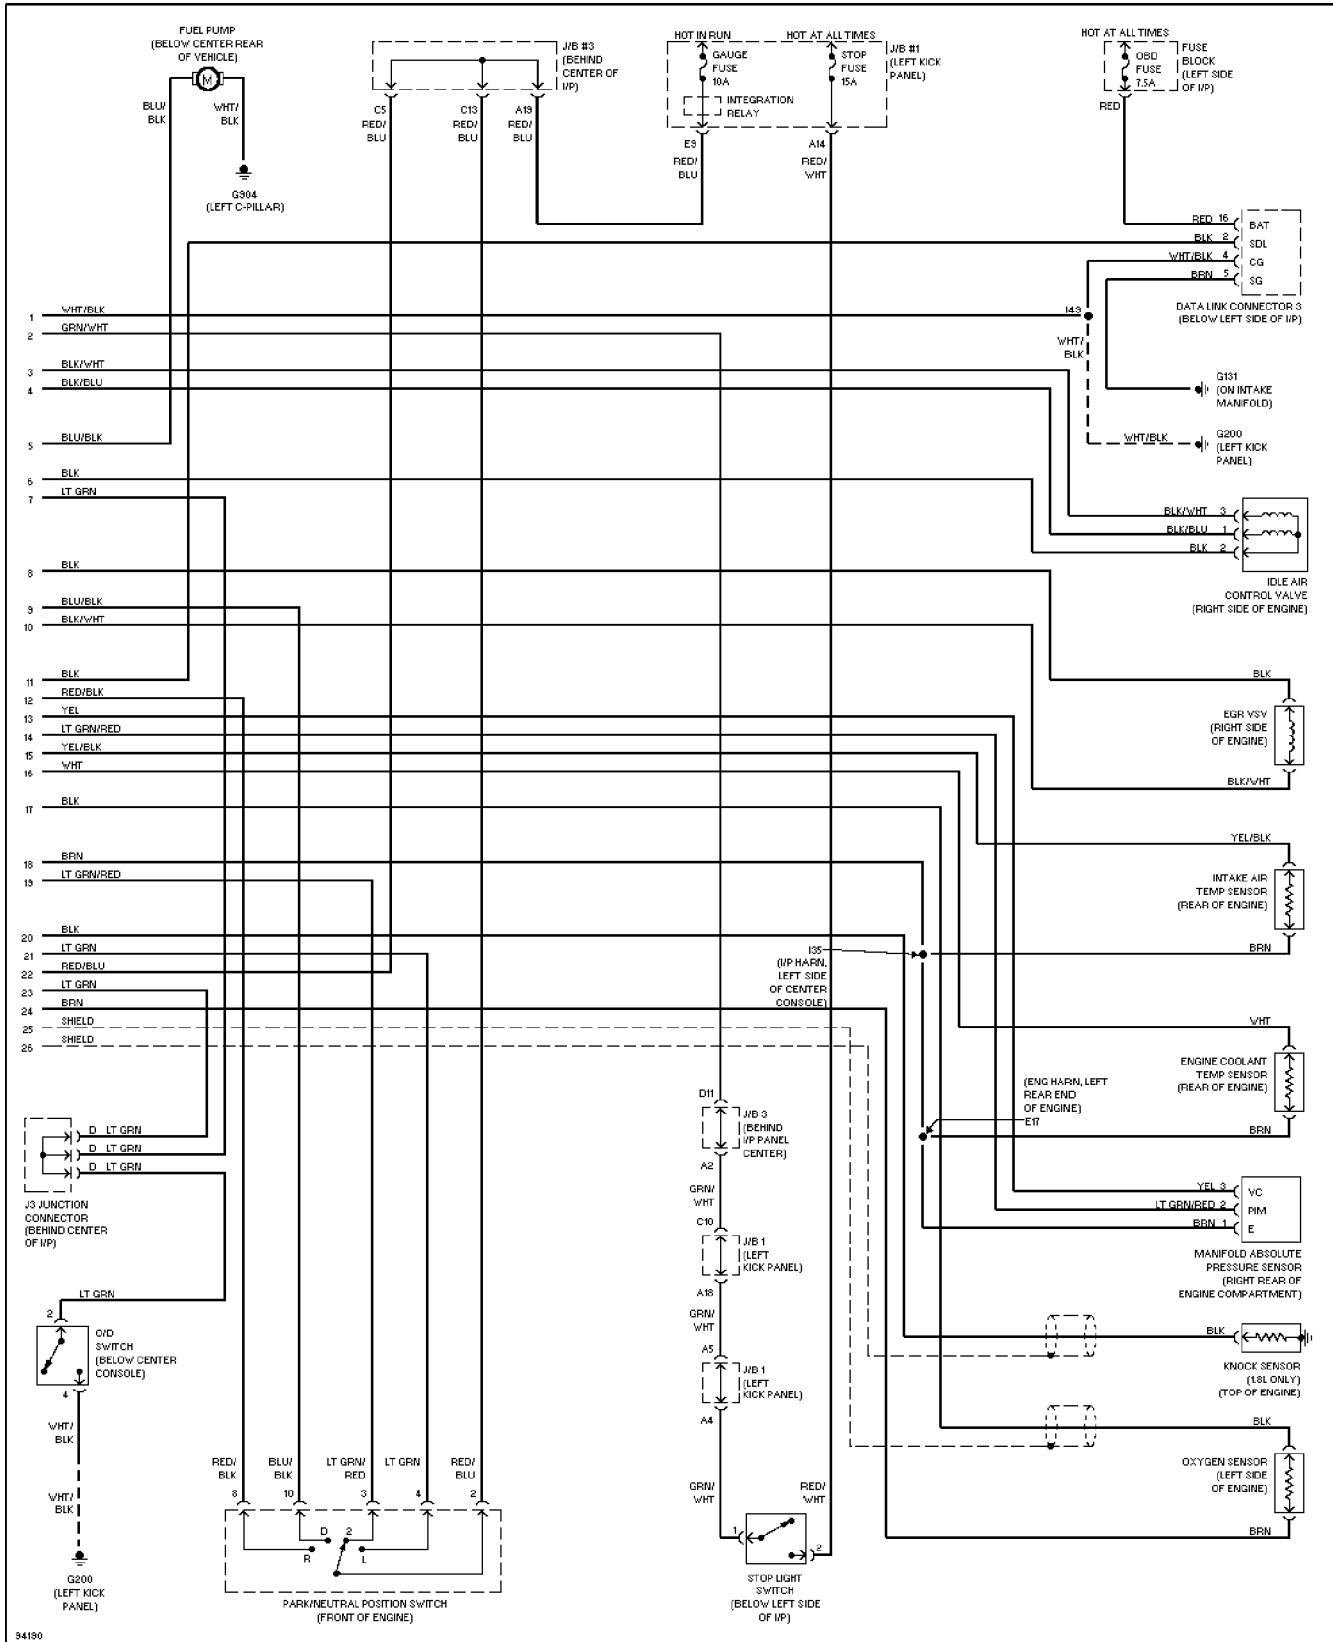 FUEL PUMP
(BELOW CENTER REAR
OF VEHICLE)
M
BLU/
BLK
WHT/
BLK
G904
(LEFT C-PILLAR)
J/B #3
(BEHIND
CENTER OF
I/P)
C5
RED/
BLU
C13
RED/
BLU
A19
RED/
BLU
HOT IN RUN
GAUGE
FUSE
10A
INTEGRATION
RELAY
HOT AT ALL TIMES
STOP
FUSE
15A
J/B #1
(LEFT KICK
PANEL)
E9
RED/
BLU
A14
RED/
WHT
HOT AT ALL TIMES
OBD
FUSE
7.5A
FUSE
BLOCK
(LEFT SIDE
OF I/P)
RED
RED 16 BAT
BLK 2 SDL
WHT/BLK 4 CG
BRN 5 SG
DATA LINK CONNECTOR 3
(BELOW LEFT SIDE OF I/P)
1 WHT/BLK
I43
2 GRN/WHT
WHT/
BLK
3 BLK/WHT
4 BLK/BLU
G131
(ON INTAKE
MANIFOLD)
5 BLU/BLK
WHT/BLK
G200
(LEFT KICK
PANEL)
6 BLK
7 LT GRN
BLK/WHT 3
BLK/BLU 1
BLK 2
IDLE AIR
CONTROL VALVE
(RIGHT SIDE OF ENGINE)
8 BLK
9 BLU/BLK
10 BLK/WHT
11 BLK
12 RED/BLK
13 YEL
14 LT GRN/RED
15 YEL/BLK
16 WHT
17 BLK
BLK
EGR VSV
(RIGHT SIDE
OF ENGINE)
BLK/WHT
YEL/BLK
18 BRN
19 LT GRN/RED
INTAKE AIR
TEMP SENSOR
(REAR OF ENGINE)
BRN
20 BLK
21 LT GRN
22 RED/BLU
23 LT GRN
24 BRN
25 SHIELD
26 SHIELD
I35
(I/P HARN,
LEFT SIDE
OF CENTER
CONSOLE)
WHT
ENGINE COOLANT
TEMP SENSOR
(REAR OF ENGINE)
BRN
(ENG HARN, LEFT
REAR END
OF ENGINE)
E17
D11
J/B 3
(BEHIND
I/P PANEL
CENTER)
A2
GRN/
WHT
C10
J/B 1
(LEFT
KICK PANEL)
A18
GRN/
WHT
A5
J/B 1
(LEFT
KICK PANEL)
A4
GRN/
WHT
RED/
WHT
D LT GRN
D LT GRN
D LT GRN
J3 JUNCTION
CONNECTOR
(BEHIND CENTER
OF I/P)
LT GRN
2
O/D
SWITCH
(BELOW CENTER
CONSOLE)
4
WHT/
BLK
WHT/
BLK
G200
(LEFT KICK
PANEL)
YEL 3 VC
LT GRN/RED 2 PIM
BRN 1 E
MANIFOLD ABSOLUTE
PRESSURE SENSOR
(RIGHT REAR OF
ENGINE COMPARTMENT)
BLK
KNOCK SENSOR
(1.8L ONLY)
(TOP OF ENGINE)
BLK
OXYGEN SENSOR
(LEFT SIDE
OF ENGINE)
BRN
RED/
BLK
8
BLU/
BLK
10
LT GRN/
RED
3
LT GRN
4
RED/
BLU
2
R D 2 L
PARK/NEUTRAL POSITION SWITCH
(FRONT OF ENGINE)
1
2
STOP LIGHT
SWITCH
(BELOW LEFT SIDE
OF I/P)
94190